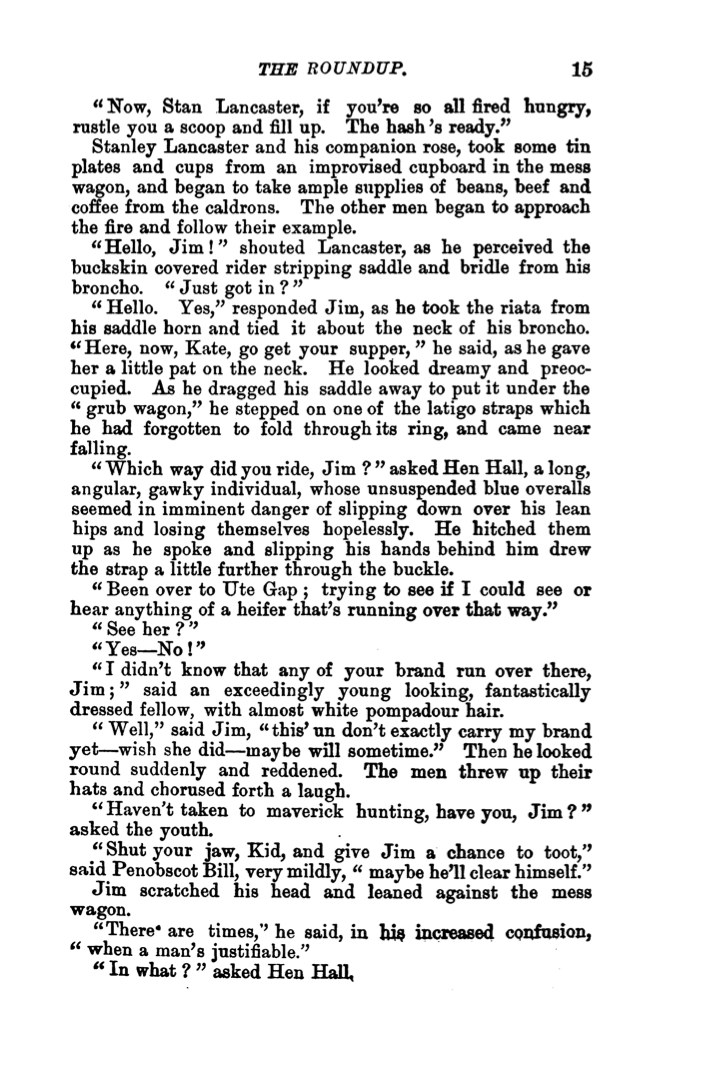 THE ROUNDUP. 15
"Now, Stan Lancaster, if you're so all fired hungry,
rustle you a scoop and fill up. The hash's ready."
Stanley Lancaster and his companion rose, took some tin
plates and cups from an improvised cupboard in the mess
wagon, and began to take ample supplies of beans, beef and
coffee from the caldrons. The other men began to approach
the fire and follow their example.
"Hello, Jim!" shouted Lancaster, as he perceived the
buckskin covered rider stripping saddle and bridle from his
broncho. "Just got in?"
"Hello. Yes," responded Jim, as he took the riata from
his saddle horn and tied it about the neck of his broncho.
"Here, now, Kate, go get your supper," he said, as he gave
her a little pat on the neck. He looked dreamy and preoc-
cupied. As he dragged his saddle away to put it under the
"grub wagon," he stepped on one of the latigo straps which
he had forgotten to fold through its ring, and came near
falling.
"Which way did you ride, Jim?" asked Hen Hall, a long,
angular, gawky individual, whose unsuspended blue overalls
seemed in imminent danger of slipping down over his lean
hips and losing themselves hopelessly. He hitched them
up as he spoke and slipping his hands behind him drew
the strap a little further through the buckle.
"Been over to Ute Gap; trying to see if I could see or
hear anything of a heifer that's running over that way."
"See her?"
"Yes—No!"
"I didn't know that any of your brand run over there,
Jim;" said an exceedingly young looking, fantastically
dressed fellow, with almost white pompadour hair.
"Well," said Jim, "this' un don't exactly carry my brand
yet—wish she did—maybe will sometime." Then he looked
round suddenly and reddened. The men threw up their
hats and chorused forth a laugh.
"Haven't taken to maverick hunting, have you, Jim?"
asked the youth.
"Shut your jaw, Kid, and give Jim a chance to toot,"
said Penobscot Bill, very mildly, "maybe he'll clear himself."
Jim scratched his head and leaned against the mess
wagon.
"There are times," he said, in his increased confusion,
"when a man's justifiable."
"In what?" asked Hen Hall,